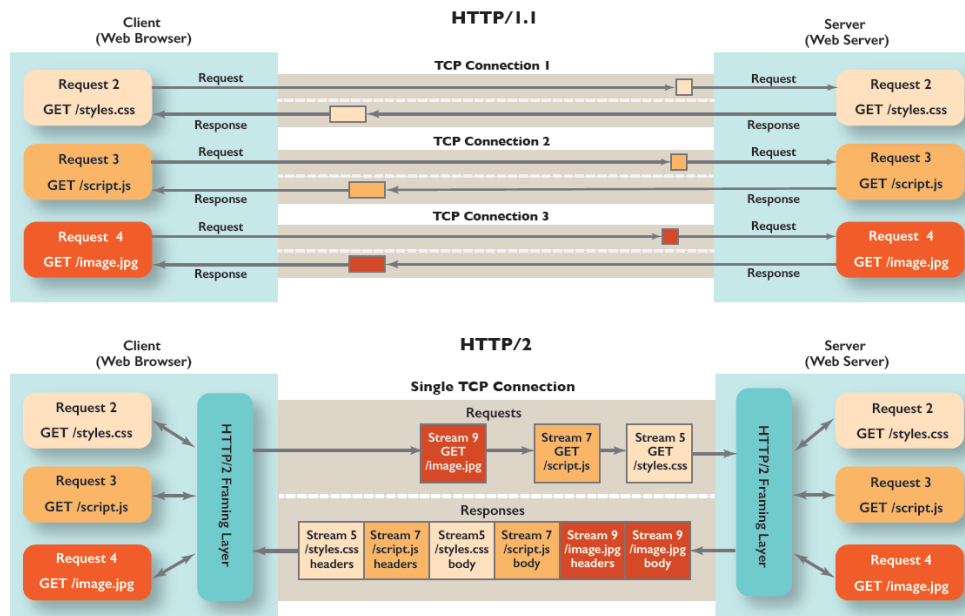 HTTP/1.1
Client
(Web Browser)
Server
(Web Server)
TCP Connection 1
Request 2
GET /styles.css
Request
Request
Response
Response
Request 2
GET /styles.css
TCP Connection 2
Request 3
GET /script.js
Request
Request
Response
Response
Request 3
GET /script.js
TCP Connection 3
Request 4
GET /image.jpg
Request
Request
Response
Response
Request 4
GET /image.jpg
HTTP/2
Client
(Web Browser)
Server
(Web Server)
Single TCP Connection
Request 2
GET /styles.css
Request 3
GET /script.js
Request 4
GET /image.jpg
HTTP/2 Framing Layer
Requests
Stream 9
GET
/image.jpg
Stream 7
GET
/script.js
Stream 5
GET
/styles.css
Responses
Stream 5
/styles.css
headers
Stream 7
/script.js
headers
Stream5
/styles.css
body
Stream 7
/script.js
body
Stream 9
/image.jpg
headers
Stream 9
/image.jpg
body
HTTP/2 Framing Layer
Request 2
GET /styles.css
Request 3
GET /script.js
Request 4
GET /image.jpg